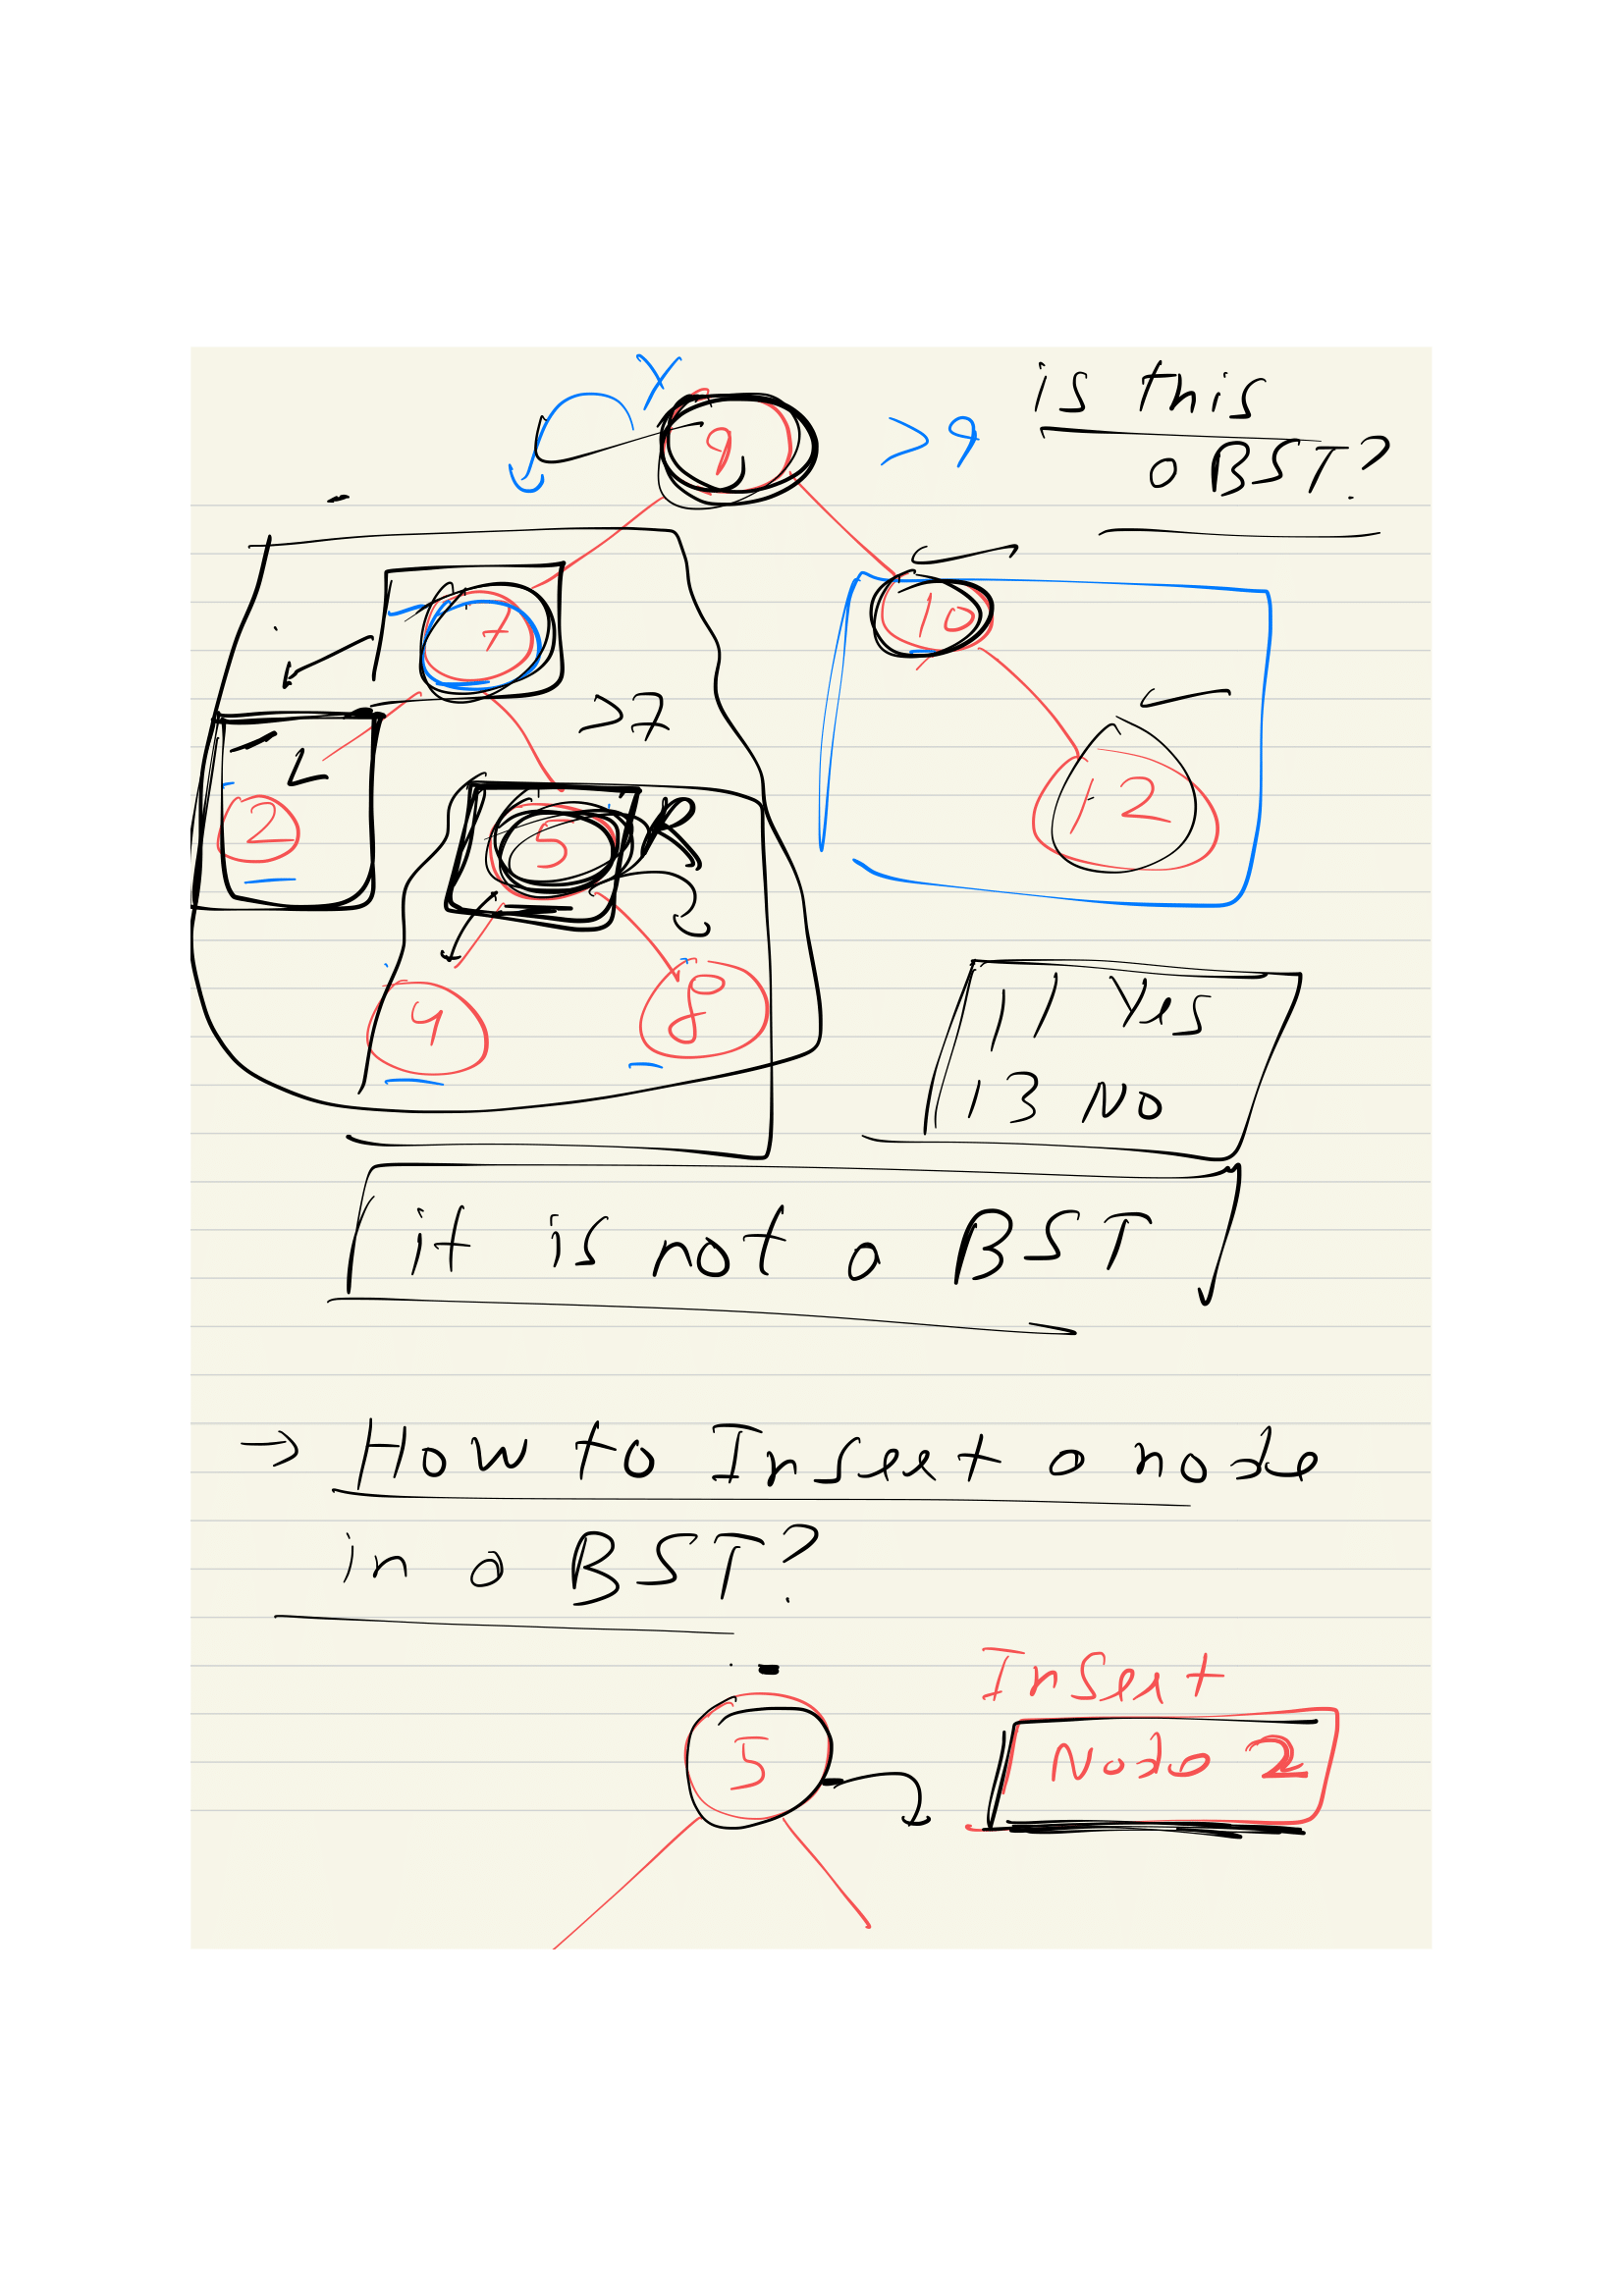 is this
a BST?
Y
9
>9
7
10
>7
L
2
5
R
12
4
8
11 Yes
13 NO
it is not a BST
→ How to Insert a node
in a BST?
Insert
5
Node 2